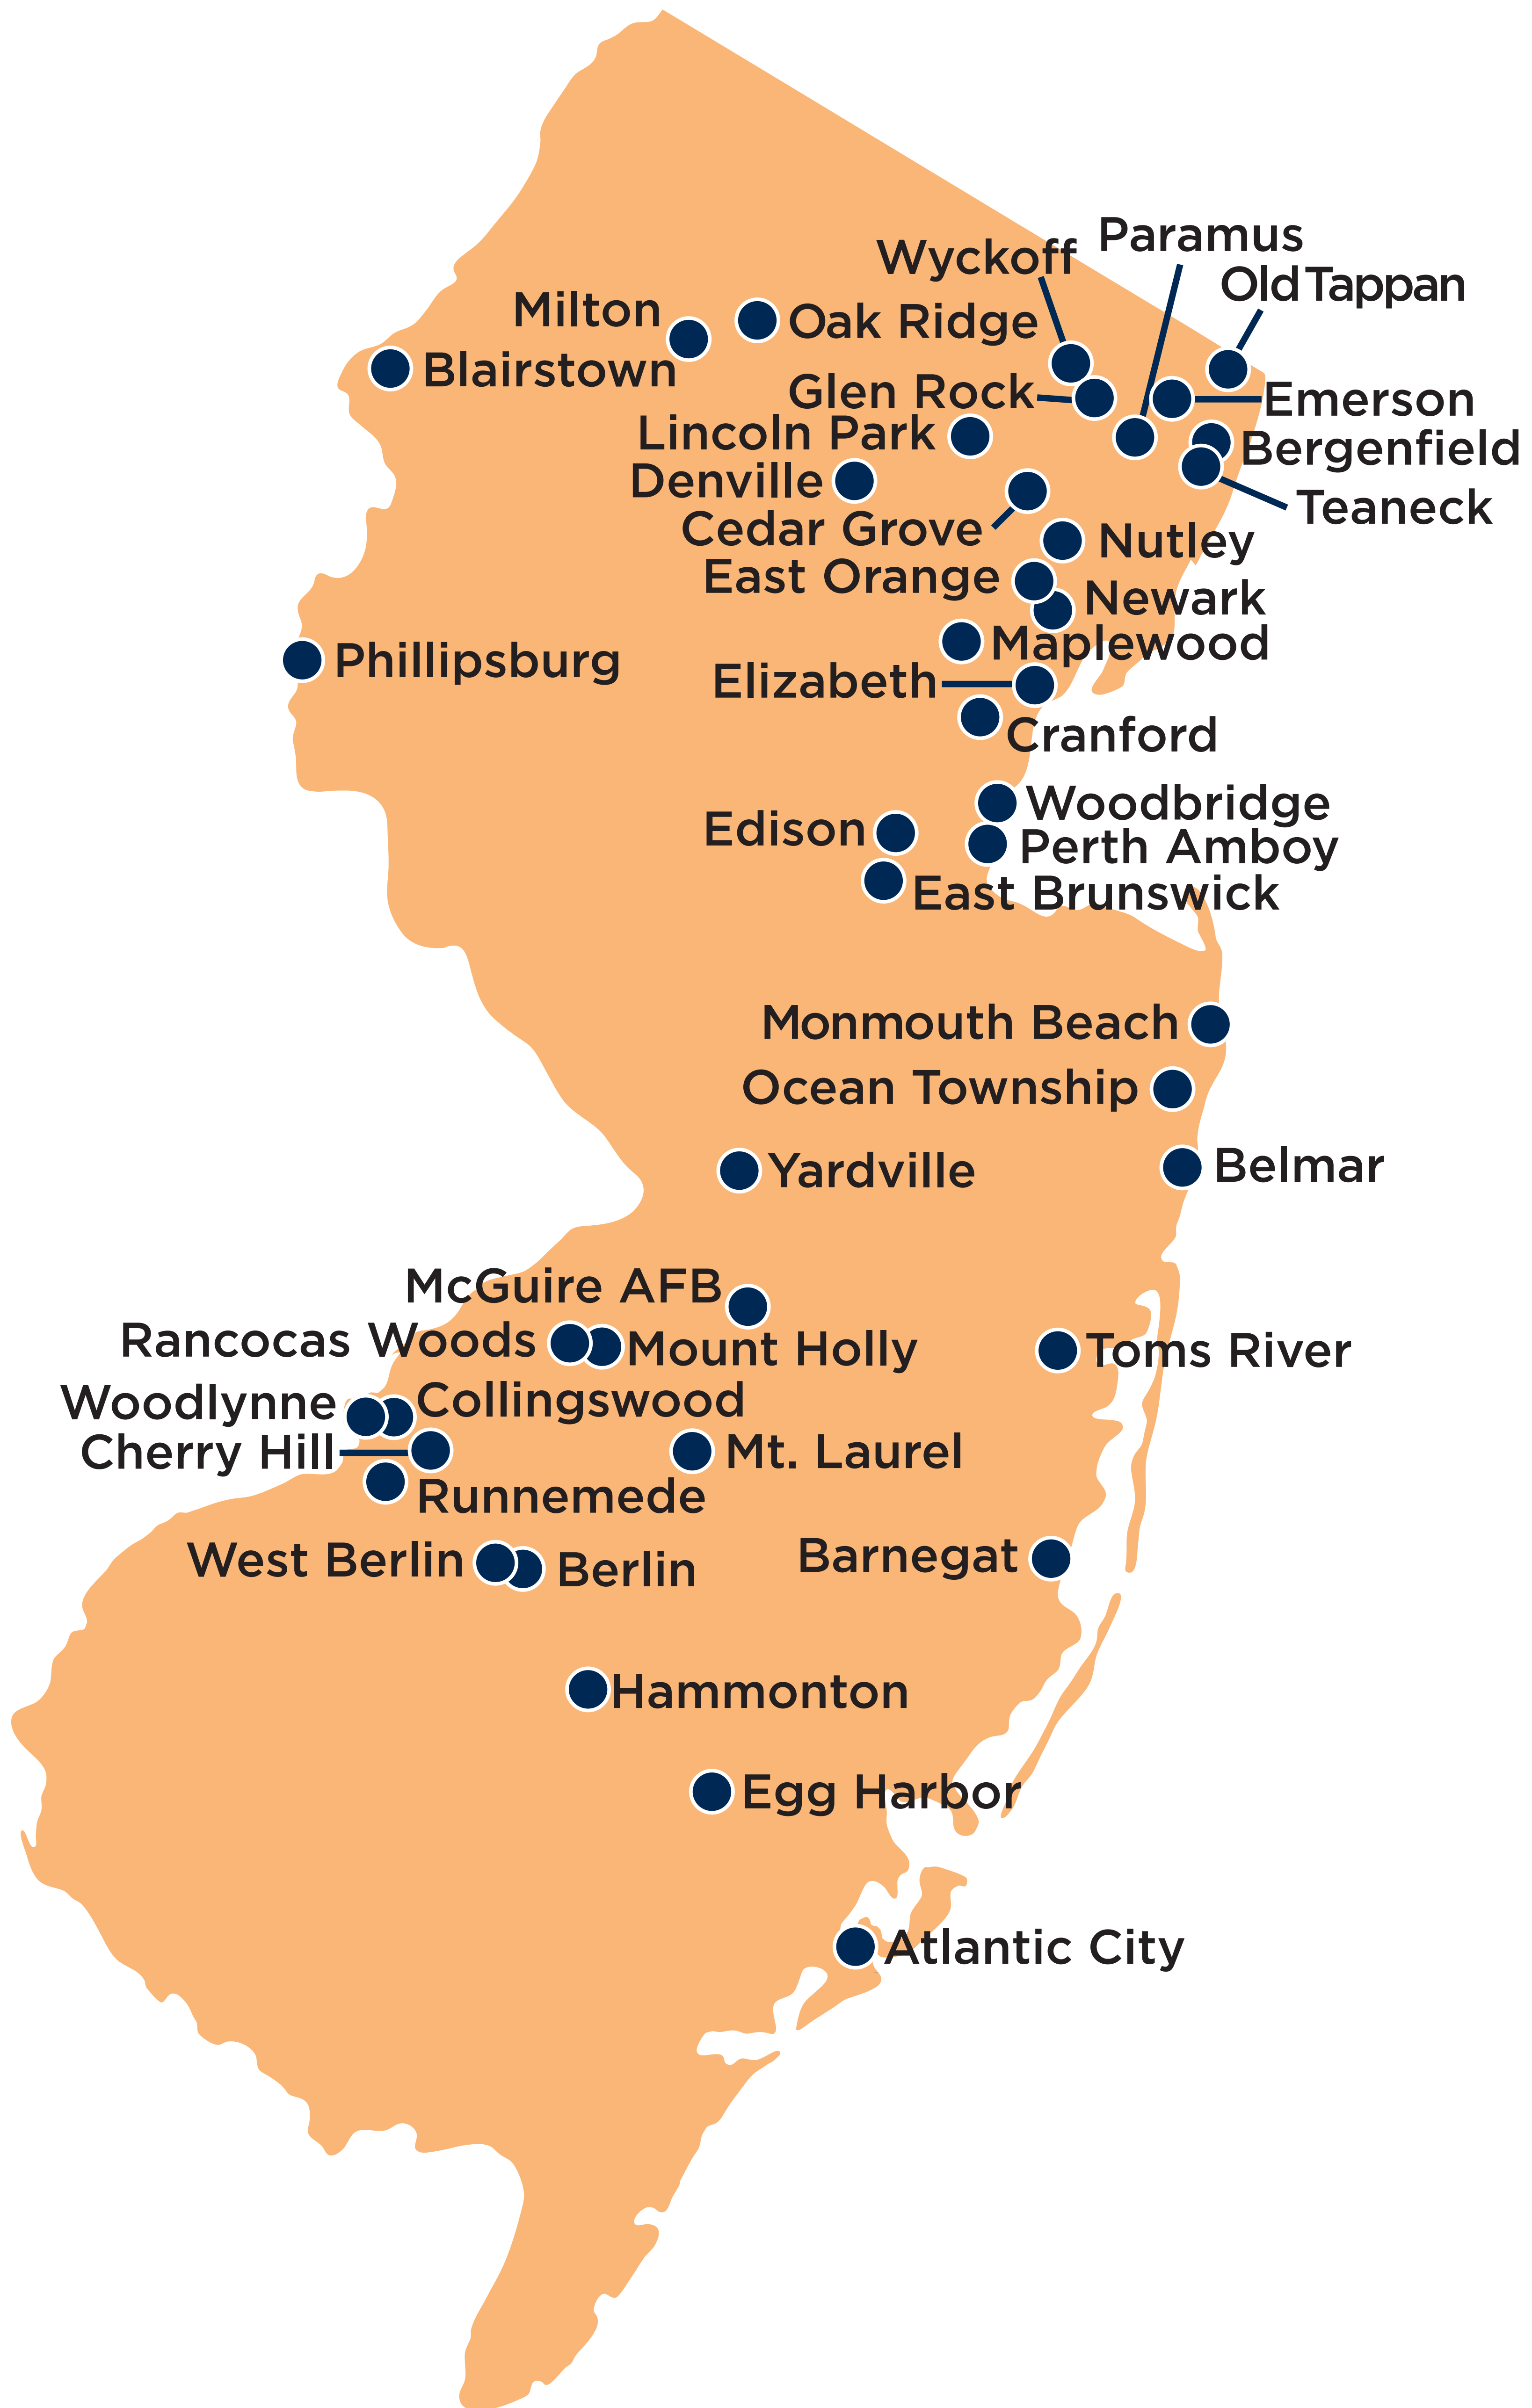 Paramus
Wyckoff
Old Tappan
Milton
Oak Ridge
Blairstown
Glen Rock
Emerson
Lincoln Park
Bergenfield
Denville
Teaneck
Cedar Grove
Nutley
East Orange
Newark
Maplewood
Phillipsburg
Elizabeth
Cranford
Woodbridge
Edison
Perth Amboy
East Brunswick
Monmouth Beach
Ocean Township
Yardville
Belmar
McGuire AFB
Rancocas Woods
Mount Holly
Toms River
Woodlynne
Collingswood
Cherry Hill
Mt. Laurel
Runnemede
West Berlin
Berlin
Barnegat
Hammonton
Egg Harbor
Atlantic City